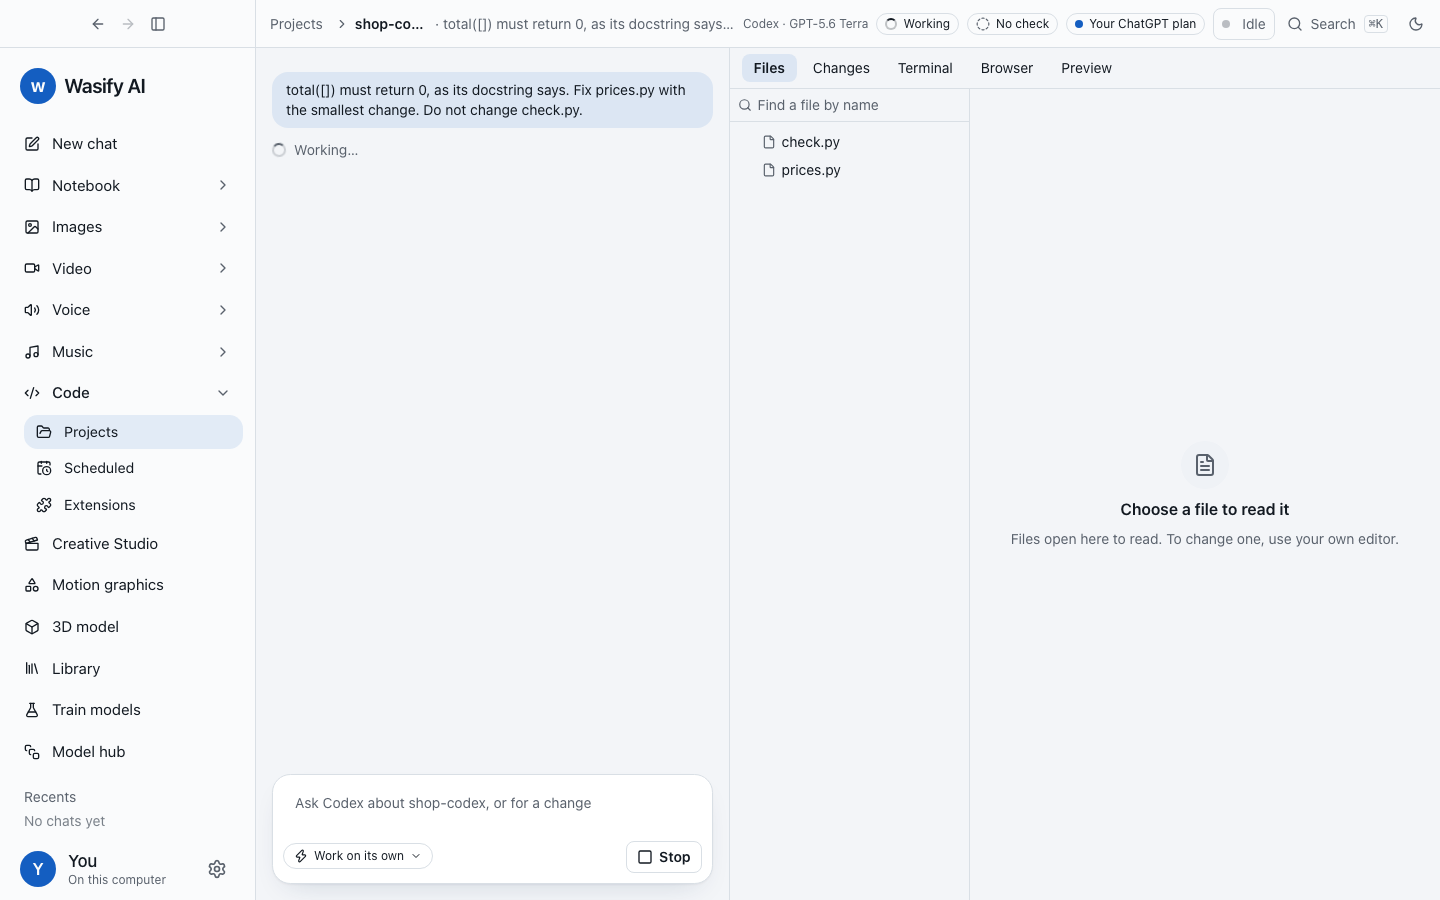 Projects
shop-co...
· total([]) must return 0, as its docstring says...
Codex · GPT-5.6 Terra
Working
No check
Your ChatGPT plan
Idle
Search
⌘K
W
Wasify AI
New chat
Notebook
Images
Video
Voice
Music
Code
Projects
Scheduled
Extensions
Creative Studio
Motion graphics
3D model
Library
Train models
Model hub
Recents
No chats yet
Y
You
On this computer
total([]) must return 0, as its docstring says. Fix prices.py with
the smallest change. Do not change check.py.
Working...
Ask Codex about shop-codex, or for a change
Work on its own
Stop
Files
Changes
Terminal
Browser
Preview
Find a file by name
check.py
prices.py
Choose a file to read it
Files open here to read. To change one, use your own editor.